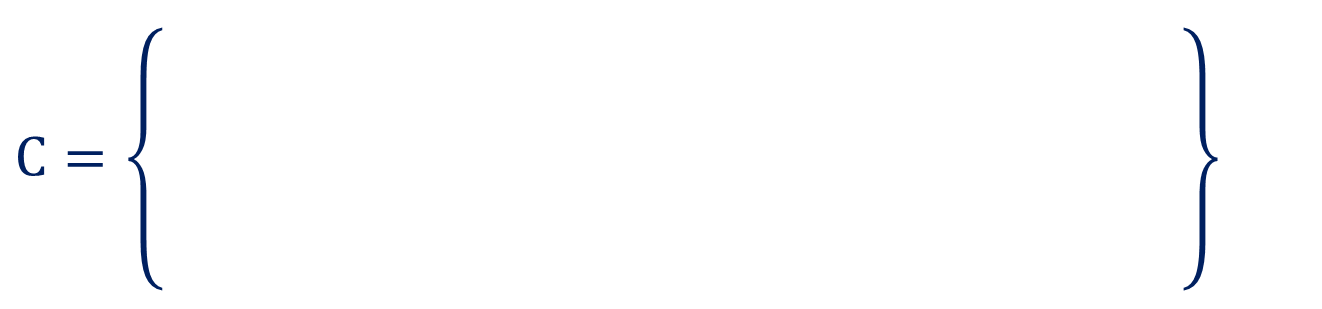 C = { }